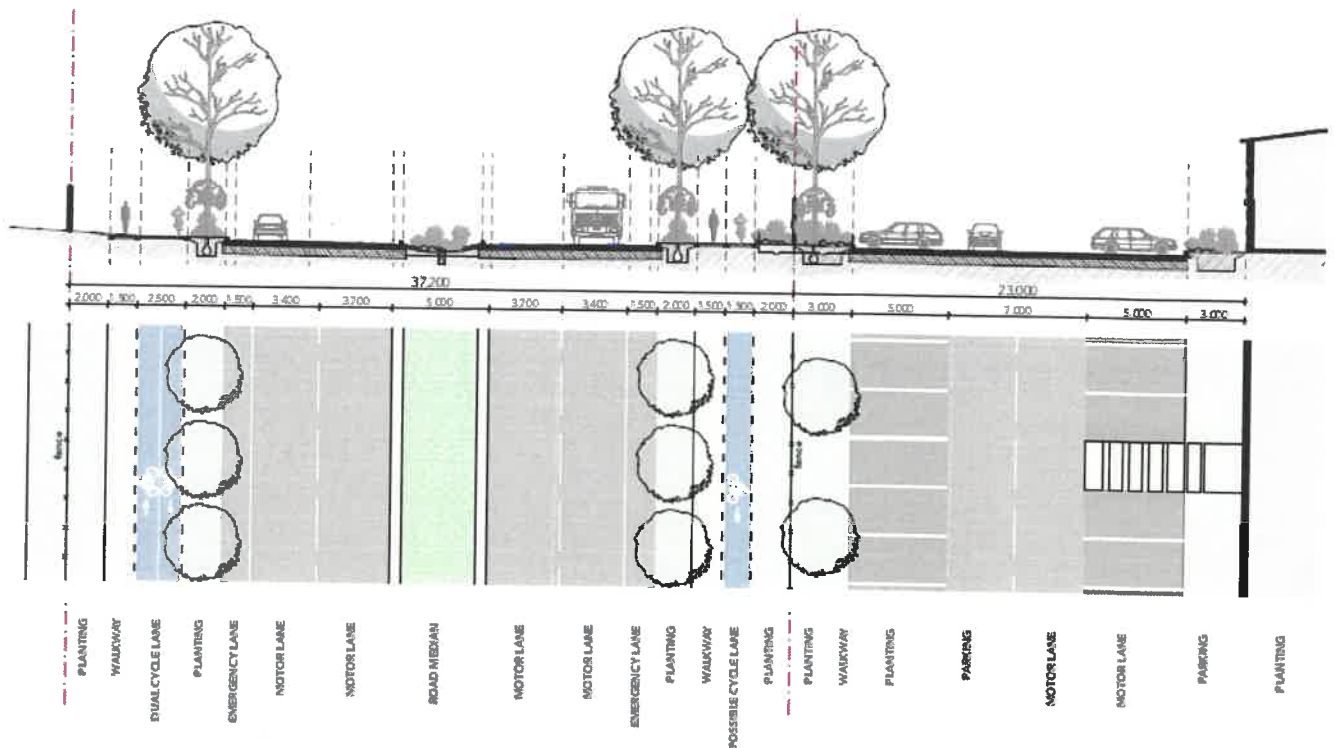 37.200
23.000
2.000 1.500 2.500 2.000 1.500 3.400 3.700 5.000 3.700 3.400 1.500 2.000 1.500 1.500 2.000 3.000 5.000 7.000 5.000 3.000
fence
fence
PLANTING
WALKWAY
DUAL CYCLE LANE
PLANTING
EMERGENCY LANE
MOTOR LANE
MOTOR LANE
ROAD MEDIAN
MOTOR LANE
MOTOR LANE
EMERGENCY LANE
PLANTING
WALKWAY
POSSIBLE CYCLE LANE
PLANTING
PLANTING
WALKWAY
PLANTING
PARKING
MOTOR LANE
MOTOR LANE
PARKING
PLANTING